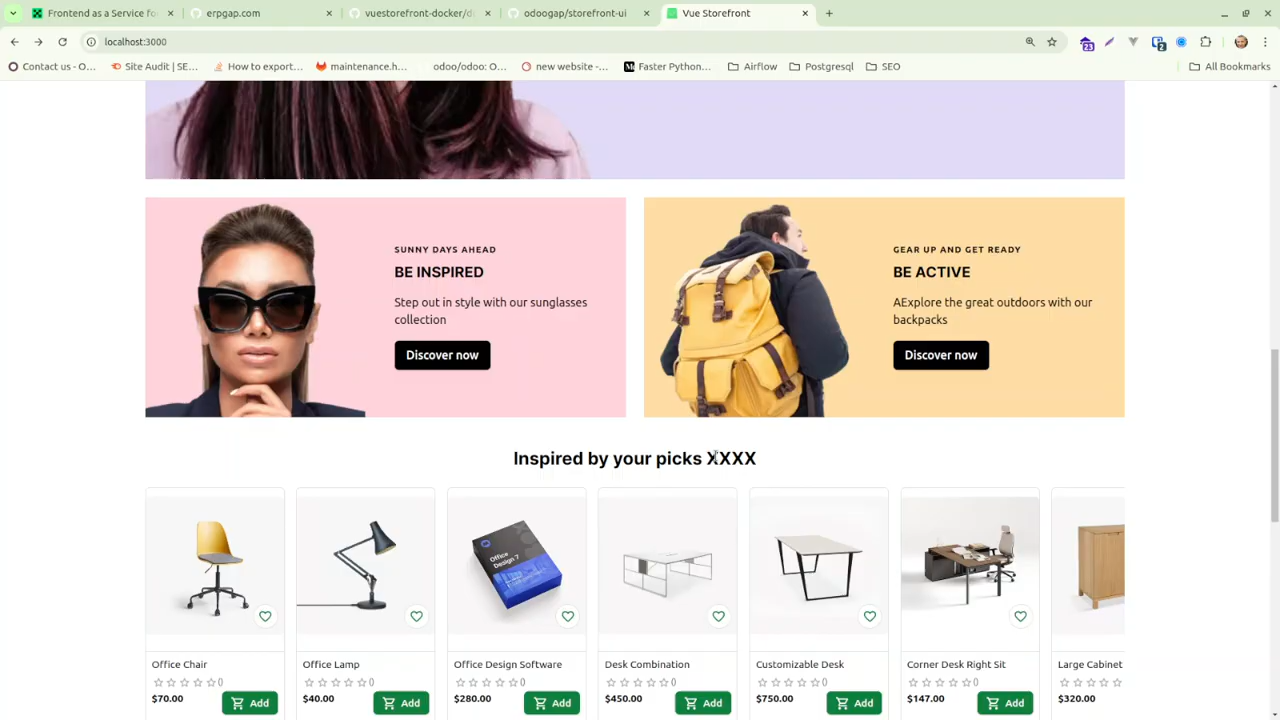 Frontend as a Service fo
erpgap.com
vuestorefront-docker/d
odoogap/storefront-ui
Vue Storefront
localhost:3000
23
2
Contact us - O...
Site Audit | SE...
How to export...
maintenance.h...
odoo/odoo: O...
new website -...
Faster Python...
Airflow
Postgresql
SEO
All Bookmarks
SUNNY DAYS AHEAD
BE INSPIRED
Step out in style with our sunglasses
collection
Discover now
GEAR UP AND GET READY
BE ACTIVE
AExplore the great outdoors with our
backpacks
Discover now
Inspired by your picks XXXX
Office
Design 7
Office Chair
(0)
$70.00
Add
Office Lamp
(0)
$40.00
Add
Office Design Software
(0)
$280.00
Add
Desk Combination
(0)
$450.00
Add
Customizable Desk
(0)
$750.00
Add
Corner Desk Right Sit
(0)
$147.00
Add
Large Cabinet
$320.00